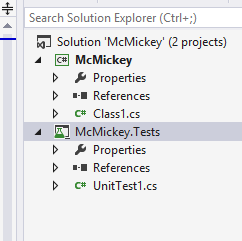 Search Solution Explorer (Ctrl+;)
Solution 'McMickey' (2 projects)
C# McMickey
Properties
References
C# Class1.cs
McMickey.Tests
Properties
References
C# UnitTest1.cs